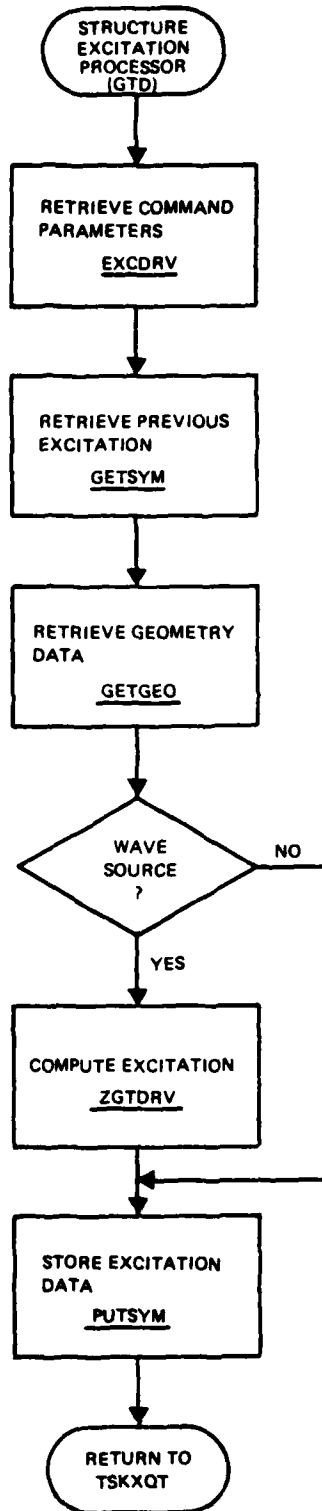 STRUCTURE
EXCITATION
PROCESSOR
(GTD)
RETRIEVE COMMAND
PARAMETERS
EXCDRV
RETRIEVE PREVIOUS
EXCITATION
GETSYM
RETRIEVE GEOMETRY
DATA
GETGEO
WAVE
SOURCE
?
NO
YES
COMPUTE EXCITATION
ZGTDRV
STORE EXCITATION
DATA
PUTSYM
RETURN TO
TSKXQT